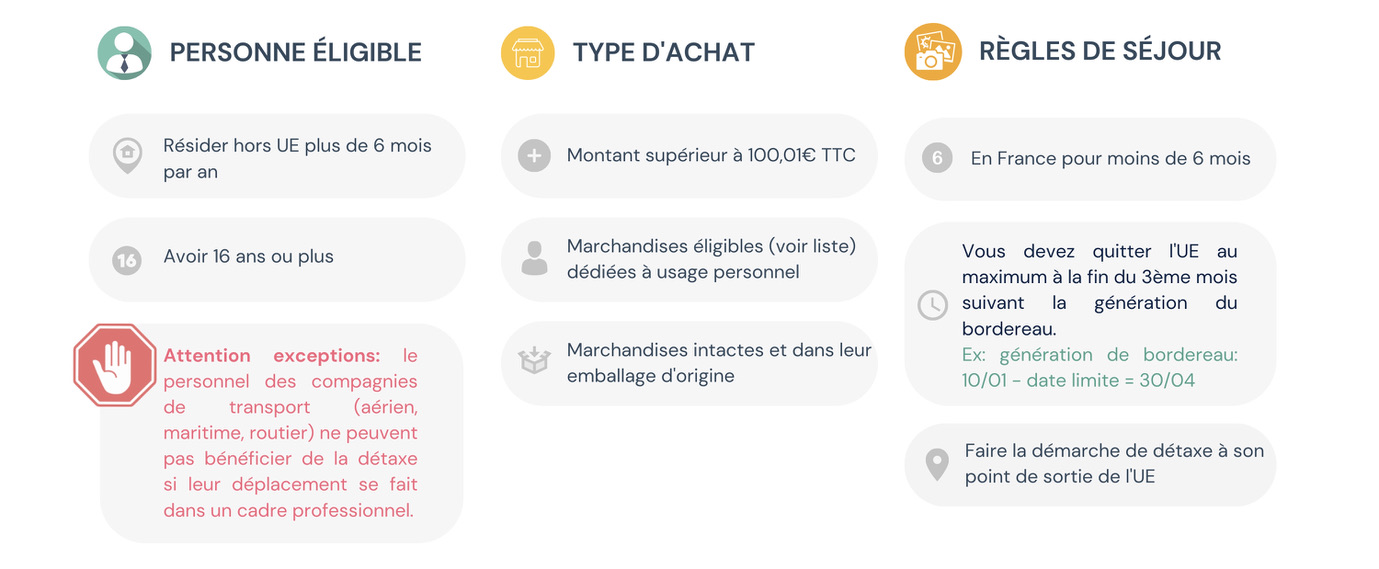 PERSONNE ÉLIGIBLE
Résider hors UE plus de 6 mois
par an
16
Avoir 16 ans ou plus
Attention exceptions: le
personnel des compagnies
de transport (aérien,
maritime, routier) ne peuvent
pas bénéficier de la détaxe
si leur déplacement se fait
dans un cadre professionnel.
TYPE D'ACHAT
Montant supérieur à 100,01€ TTC
Marchandises éligibles (voir liste)
dédiées à usage personnel
Marchandises intactes et dans leur
emballage d'origine
RÈGLES DE SÉJOUR
6
En France pour moins de 6 mois
Vous devez quitter l'UE au
maximum à la fin du 3ème mois
suivant la génération du
bordereau.
Ex: génération de bordereau:
10/01 - date limite = 30/04
Faire la démarche de détaxe à son
point de sortie de l'UE